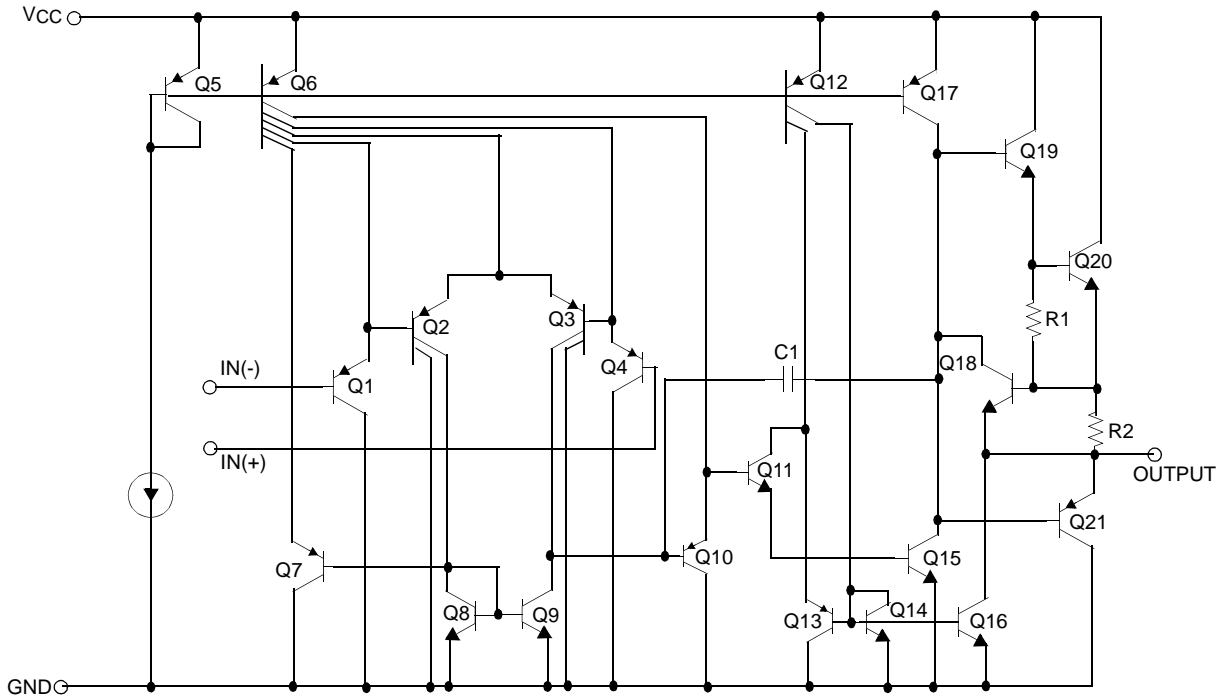 VCC
Q5
Q6
Q12
Q17
Q19
Q20
Q2
Q3
R1
C1
Q4
Q18
IN(-)
Q1
R2
IN(+)
Q11
OUTPUT
Q21
Q7
Q10
Q15
Q8
Q9
Q13
Q14
Q16
GND